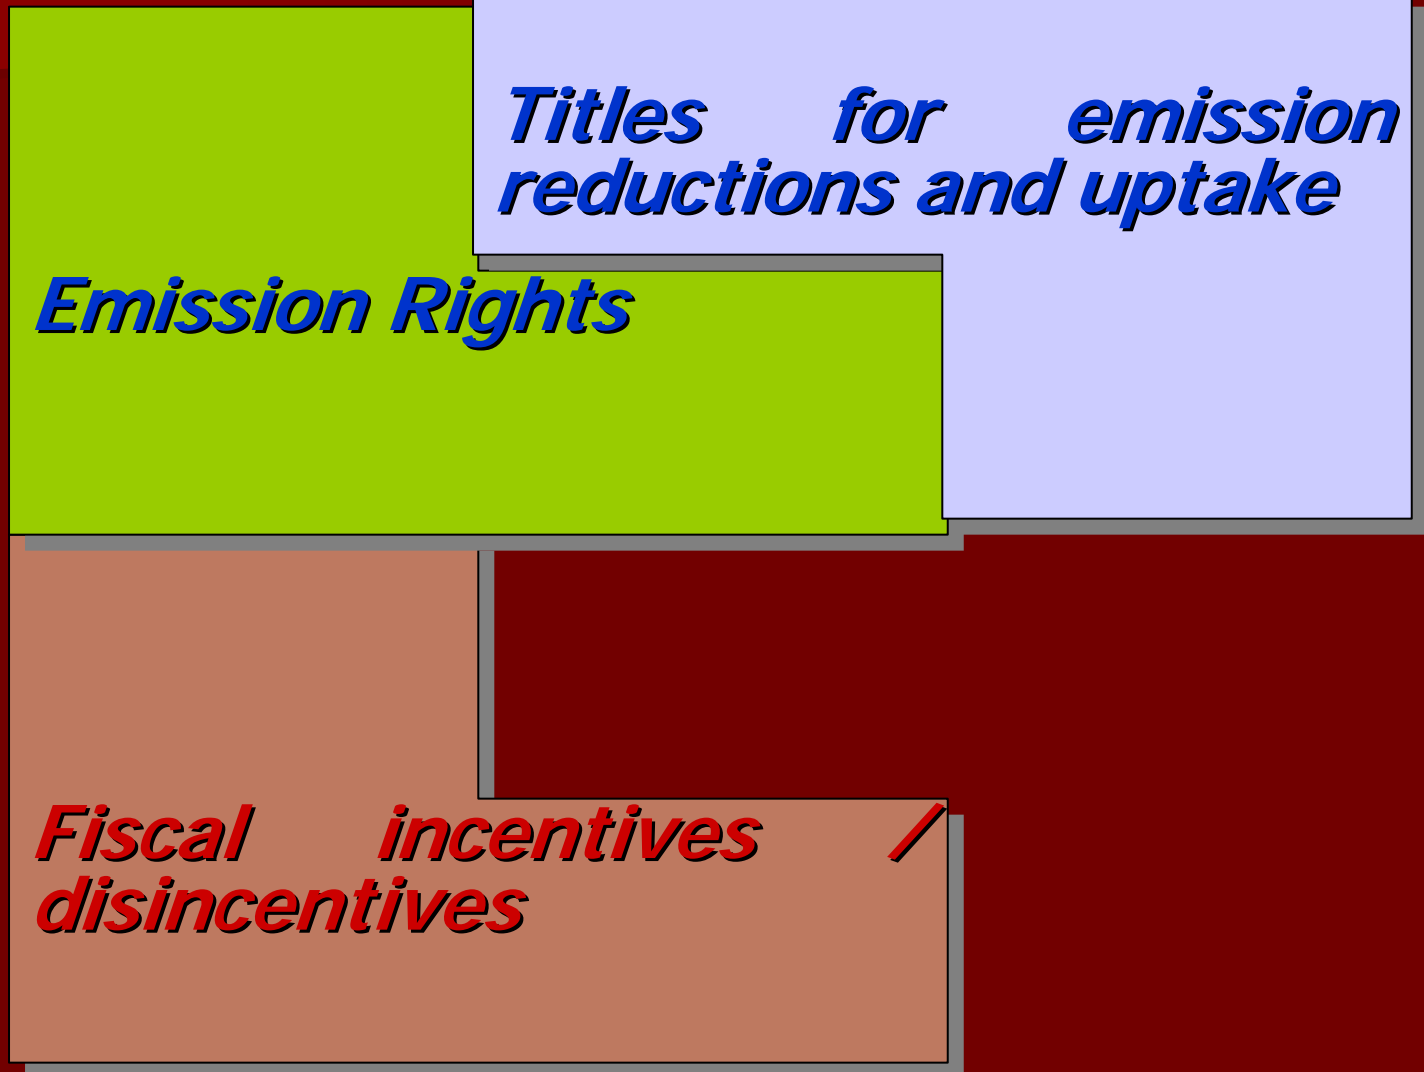 Titles for emission
reductions and uptake
Emission Rights
Fiscal incentives /
disincentives